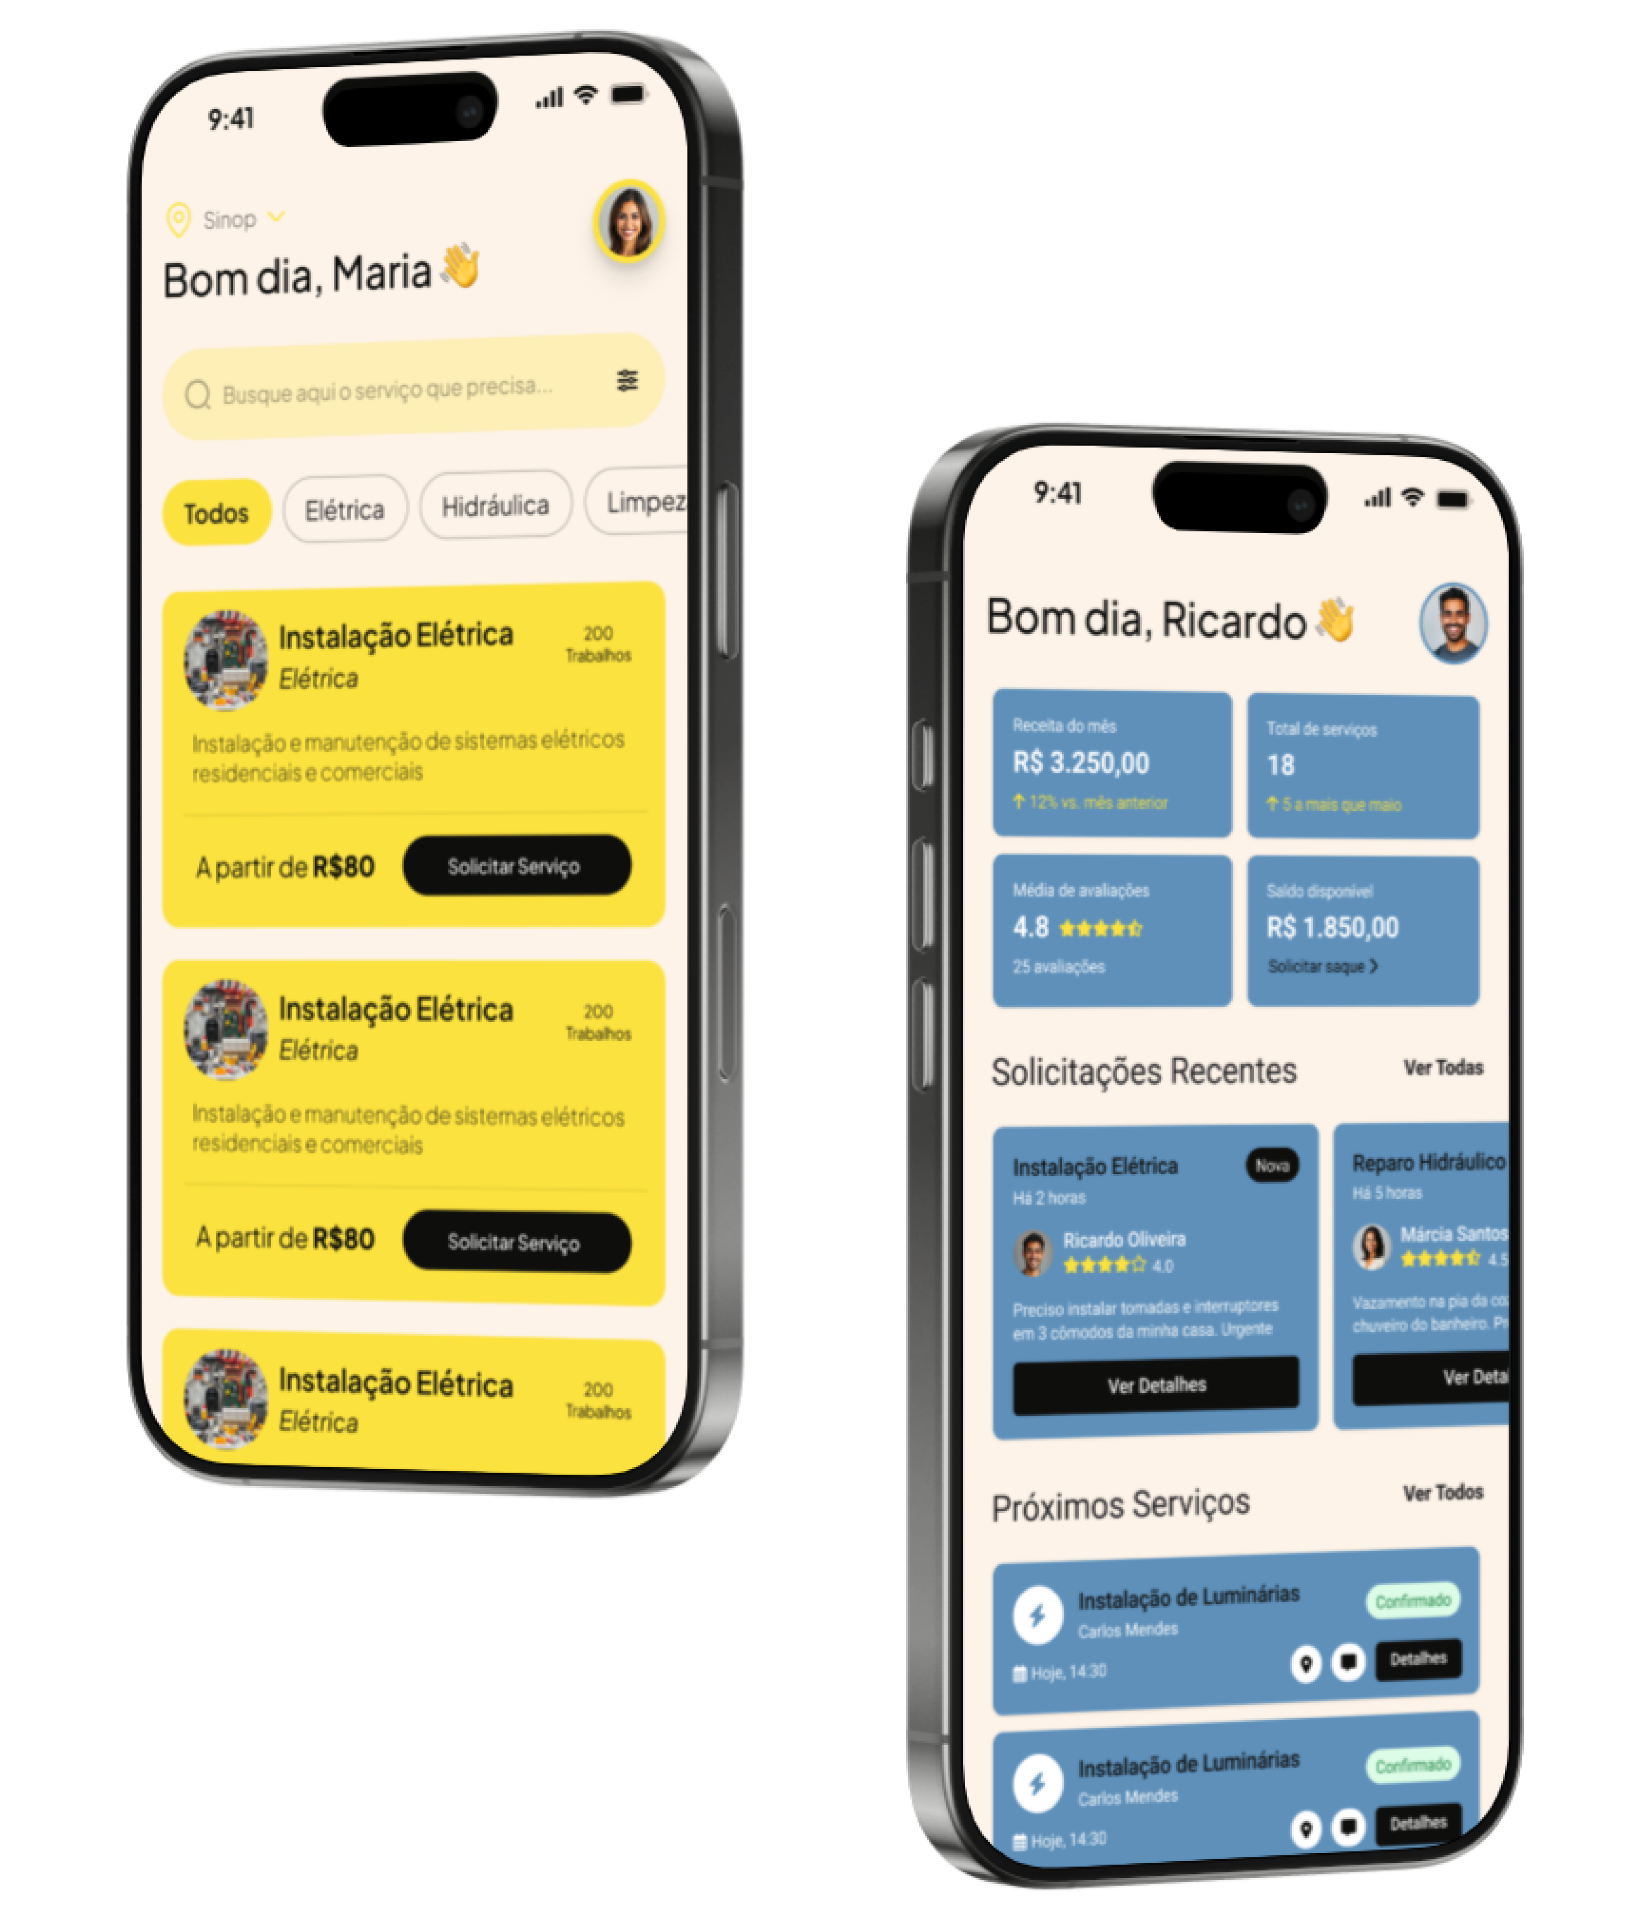 9:41
Sinop
Bom dia, Maria 👋
Busque aqui o serviço que precisa...
Todos
Elétrica
Hidráulica
Limpez
Instalação Elétrica
200
Trabalhos
Elétrica
Instalação e manutenção de sistemas elétricos
residenciais e comerciais
A partir de R$80
Solicitar Serviço
Instalação Elétrica
200
Trabalhos
Elétrica
Instalação e manutenção de sistemas elétricos
residenciais e comerciais
A partir de R$80
Solicitar Serviço
Instalação Elétrica
200
Trabalhos
Elétrica
9:41
Bom dia, Ricardo 👋
Receita do mês
R$ 3.250,00
↑ 12% vs. mês anterior
Total de serviços
18
↑ 5 a mais que maio
Média de avaliações
4.8
25 avaliações
Saldo disponível
R$ 1.850,00
Solicitar saque >
Solicitações Recentes
Ver Todas
Instalação Elétrica
Nova
Há 2 horas
Ricardo Oliveira
4.0
Preciso instalar tomadas e interruptores
em 3 cômodos da minha casa. Urgente
Ver Detalhes
Reparo Hidráulico
Há 5 horas
Márcia Santos
4.5
Vazamento na pia da co
chuveiro do banheiro. Pr
Ver Detal
Próximos Serviços
Ver Todos
Instalação de Luminárias
Confirmado
Carlos Mendes
Hoje, 14:30
Detalhes
Instalação de Luminárias
Confirmado
Carlos Mendes
Hoje, 14:30
Detalhes